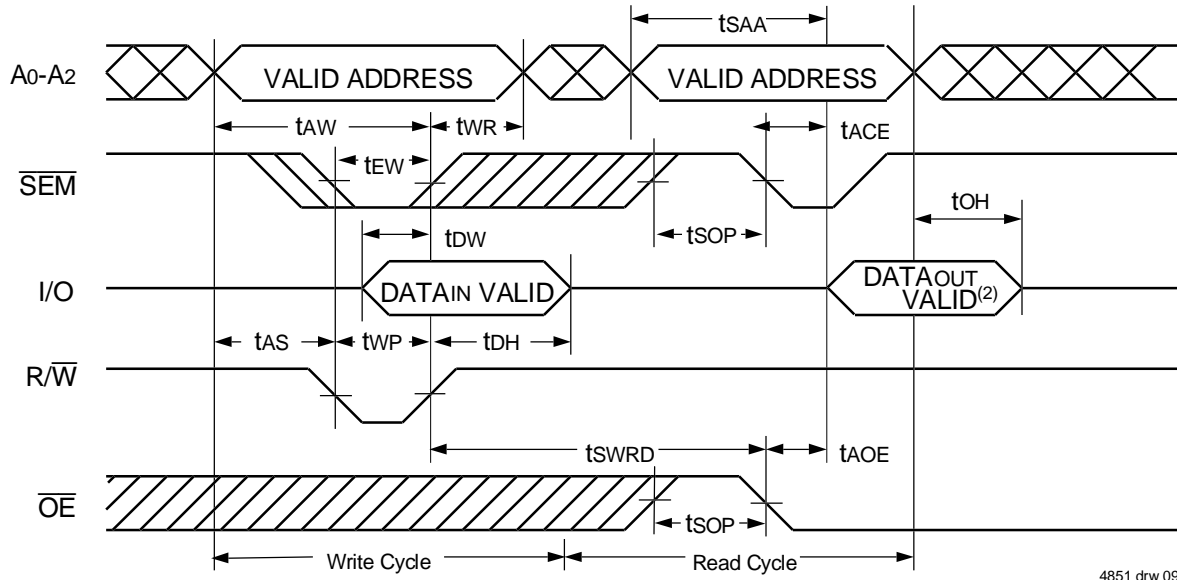 tSAA
A0-A2
VALID ADDRESS
VALID ADDRESS
tAW
tWR
tACE
tEW
SEM
tSOP
tOH
tDW
I/O
DATAIN VALID
DATAOUT
VALID(2)
tAS
tWP
tDH
R/W
tSWRD
tAOE
OE
tSOP
Write Cycle
Read Cycle
4851 drw 09